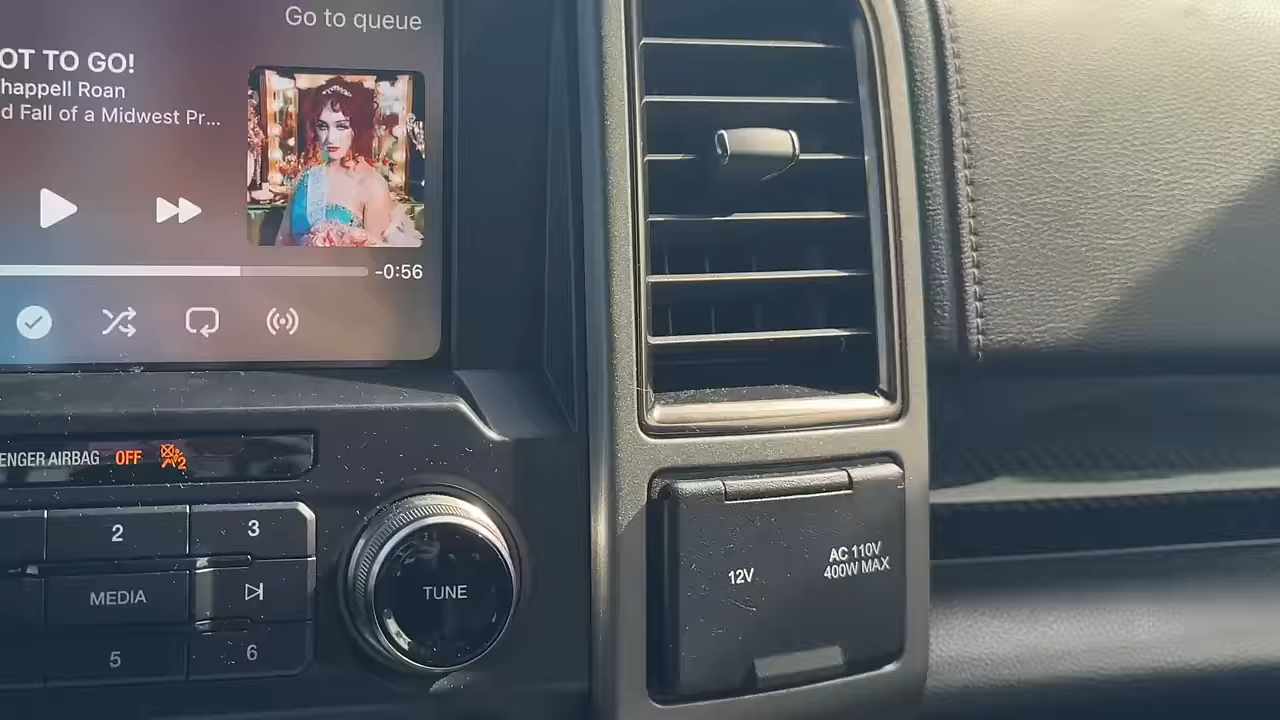 Go to queue
OT TO GO!
happell Roan
d Fall of a Midwest Pr...
-0:56
ENGER AIRBAG OFF 2
2 3
MEDIA
5 6
TUNE
12V
AC 110V
400W MAX